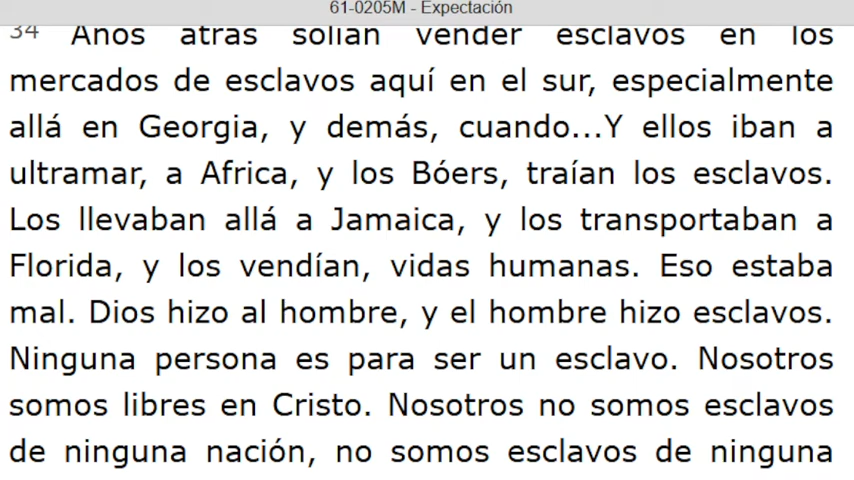 61-0205M - Expectación
34 Años atrás solían vender esclavos en los
mercados de esclavos aquí en el sur, especialmente
allá en Georgia, y demás, cuando...Y ellos iban a
ultramar, a Africa, y los Bóers, traían los esclavos.
Los llevaban allá a Jamaica, y los transportaban a
Florida, y los vendían, vidas humanas. Eso estaba
mal. Dios hizo al hombre, y el hombre hizo esclavos.
Ninguna persona es para ser un esclavo. Nosotros
somos libres en Cristo. Nosotros no somos esclavos
de ninguna nación, no somos esclavos de ninguna